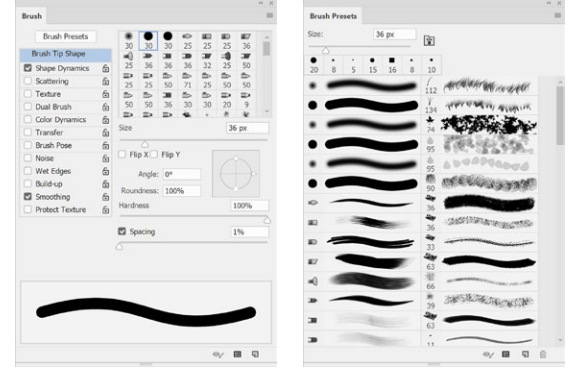 Brush
Brush Presets
Brush Tip Shape
Shape Dynamics
Scattering
Texture
Dual Brush
Color Dynamics
Transfer
Brush Pose
Noise
Wet Edges
Build-up
Smoothing
Protect Texture
30 30 30 25 25 25 36
25 36 36 36 32 25 50
25 25 50 71 25 50 50
50 50 36 30 30 20 9
Size 36 px
Flip X Flip Y
Angle: 0°
Roundness: 100%
Hardness 100%
Spacing 1%
Brush Presets
Size: 36 px
20 8 5 15 16 8 10
112
134
74
95
95
90
36
36
33
63
66
39
63
11